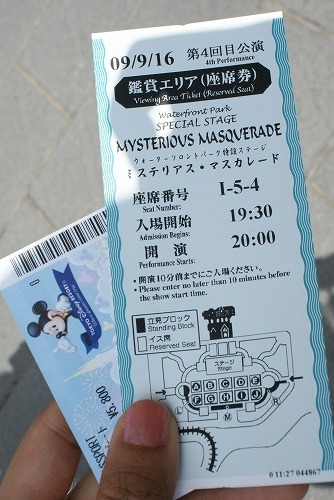 09/9/16 第4回目公演
4th Performance
鑑賞エリア(座席券)
Viewing Area Ticket (Reserved Seat)
Waterfront Park
SPECIAL STAGE
MYSTERIOUS MASQUERADE
ウォーターフロントパーク特設ステージ
ミステリアス・マスカレード
座席番号 I-5-4
Seat Number:
入場開始 19:30
Admission Begins:
開演 20:00
Performance Starts:
・開演10分前までにご入場ください。
・Please enter no later than 10 minutes before
the show start time.
立見ブロック
Standing Block
イス席
Reserved Seat
ステージ
Stage
A C D E
F G H I J
L M R
0 11:27 044867
TOKYO DISNEY RESORT
¥5,800
SSPORT